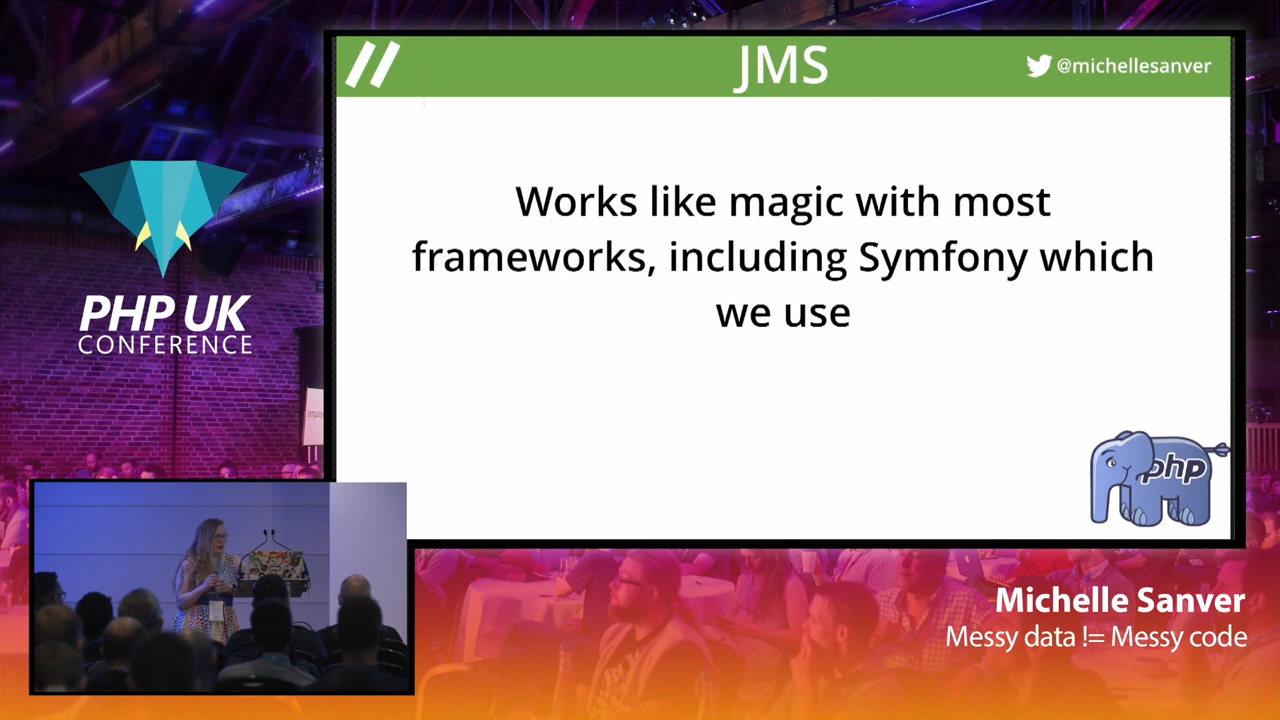 //
JMS
@michellesanver
Works like magic with most
frameworks, including Symfony which
we use
php
PHP UK
CONFERENCE
Michelle Sanver
Messy data != Messy code